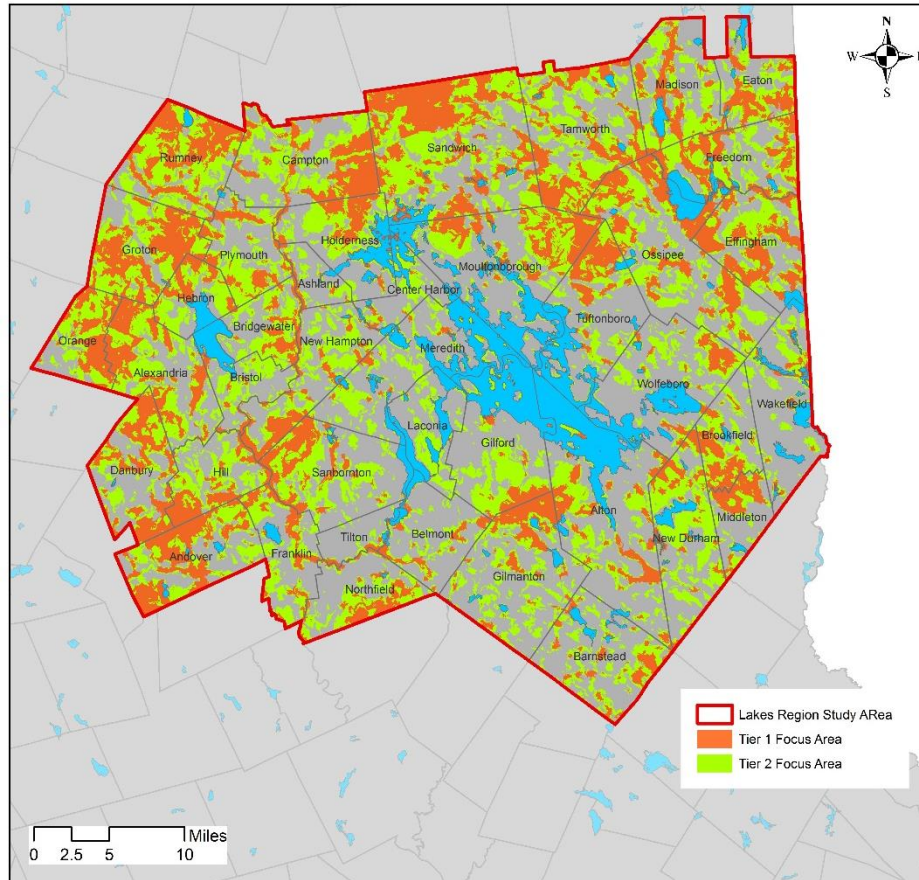 N
W E
S
Madison
Eaton
Tamworth
Sandwich
Campton
Rumney
Freedom
Holderness
Effingham
Groton
Plymouth
Ossipee
Moultonborough
Ashland
Center Harbor
Hebron
Bridgewater
Tuftonboro
New Hampton
Orange
Meredith
Alexandria
Bristol
Wolfeboro
Wakefield
Laconia
Gilford
Brookfield
Danbury
Hill
Sanbornton
Alton
Middleton
Belmont
Tilton
New Durham
Andover
Franklin
Gilmanton
Northfield
Barnstead
Lakes Region Study ARea
Tier 1 Focus Area
Tier 2 Focus Area
Miles
0 2.5 5 10